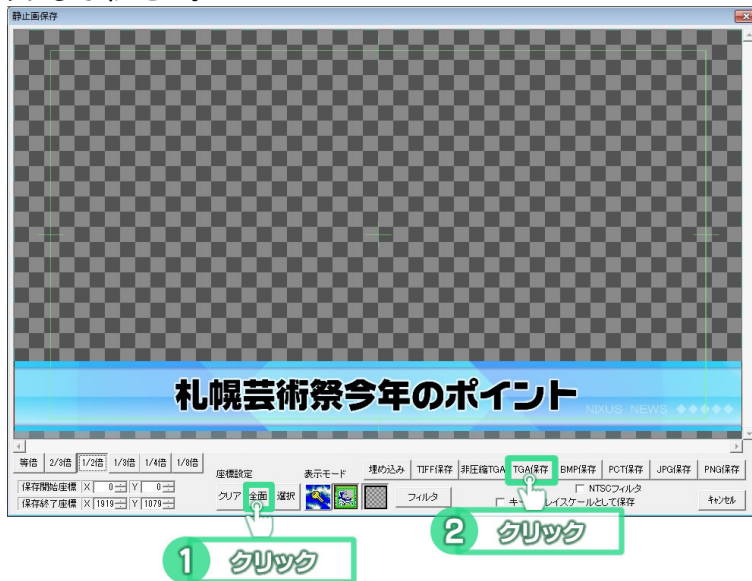 静止画保存
札幌芸術祭今年のポイント
NIXUS NEWS
等倍 2/3倍 1/2倍 1/3倍 1/4倍 1/8倍
座標設定 表示モード 埋め込み TIFF保存 非圧縮TGA TGA保存 BMP保存 PCT保存 JPG保存 PNG保存
保存開始座標 X 0 Y 0
クリア 全面 選択 フィルタ NTSCフィルタ
保存終了座標 X 1919 Y 1079
レイスケールとして保存 キャンセル
2 クリック
1 クリック